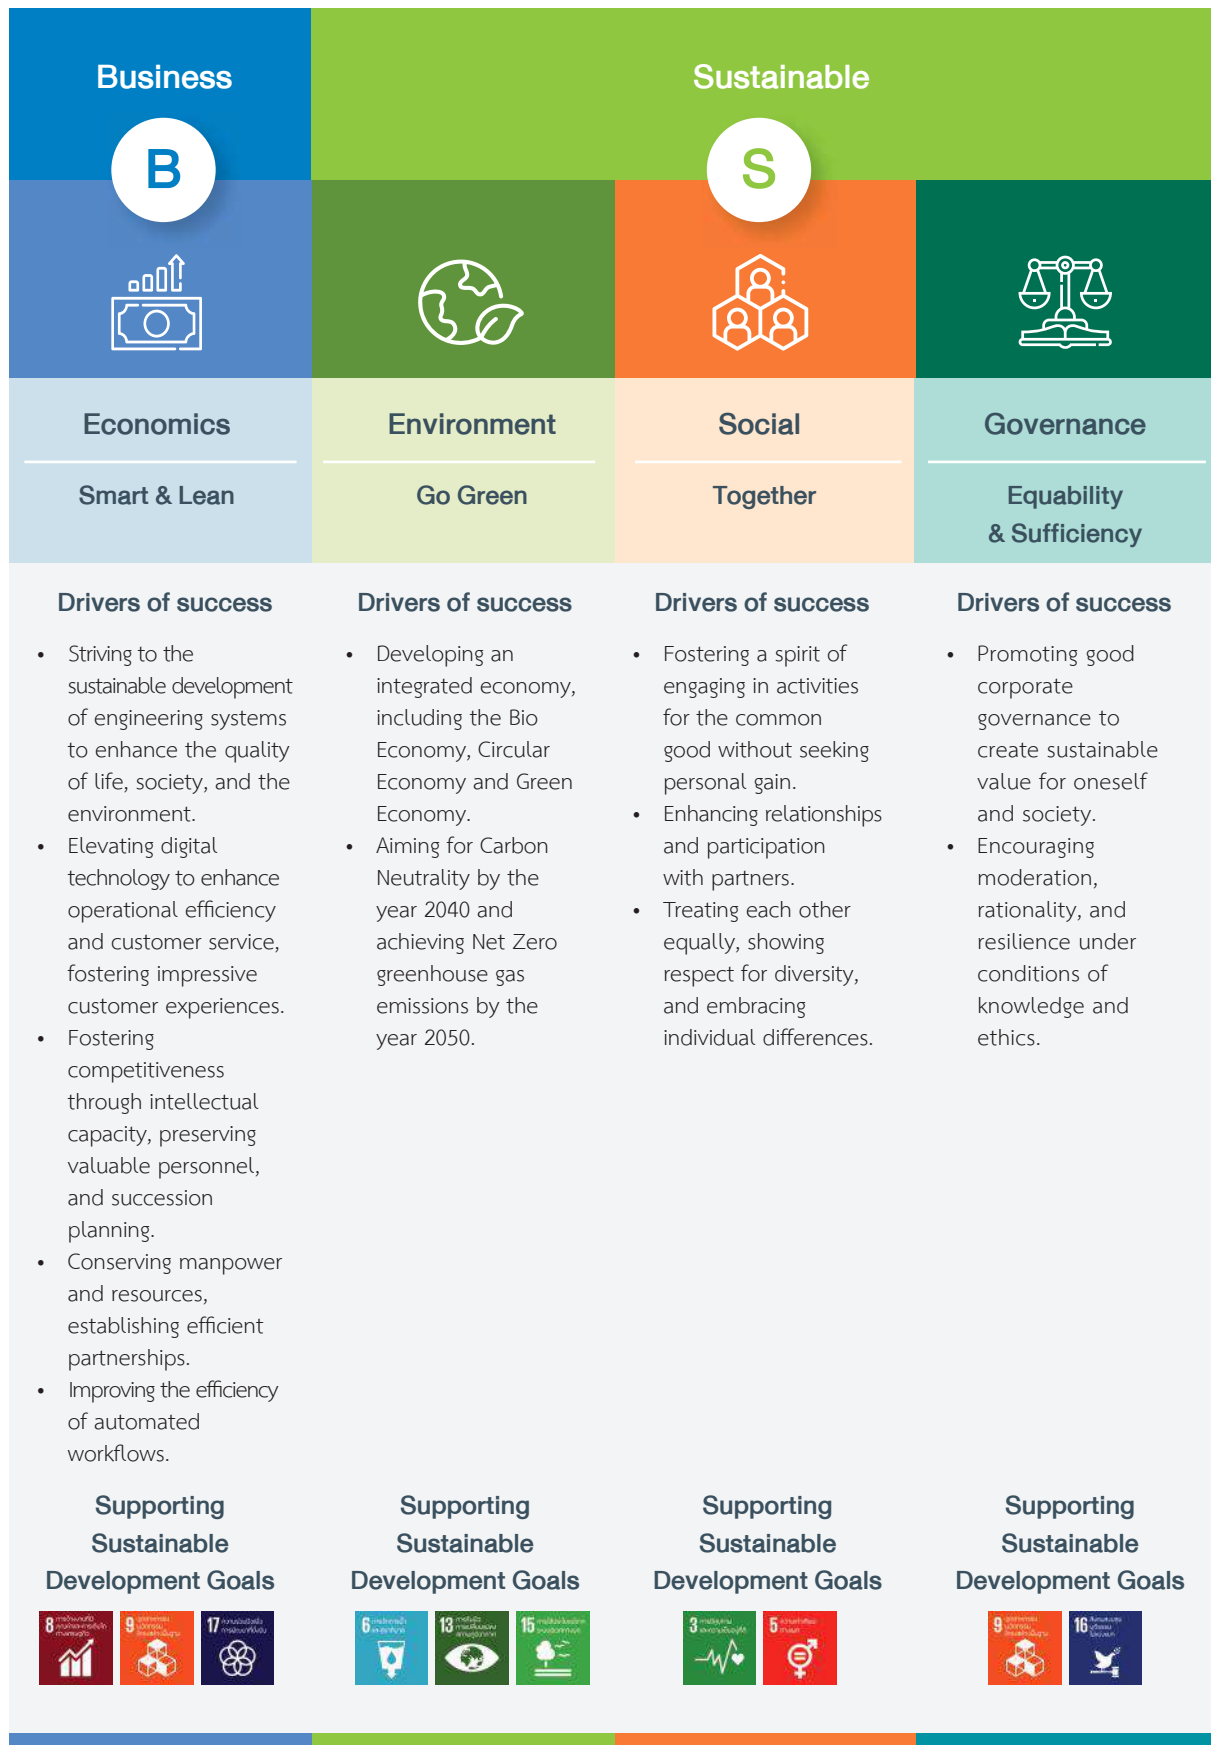 Business
Sustainable
B
S
Economics
Smart & Lean
Environment
Go Green
Social
Together
Governance
Equability
& Sufficiency
Drivers of success
• Striving to the
sustainable development
of engineering systems
to enhance the quality
of life, society, and the
environment.
• Elevating digital
technology to enhance
operational efficiency
and customer service,
fostering impressive
customer experiences.
• Fostering
competitiveness
through intellectual
capacity, preserving
valuable personnel,
and succession
planning.
• Conserving manpower
and resources,
establishing efficient
partnerships.
• Improving the efficiency
of automated
workflows.
Supporting
Sustainable
Development Goals
8
9
17
Drivers of success
• Developing an
integrated economy,
including the Bio
Economy, Circular
Economy and Green
Economy.
• Aiming for Carbon
Neutrality by the
year 2040 and
achieving Net Zero
greenhouse gas
emissions by the
year 2050.
Supporting
Sustainable
Development Goals
6
13
15
Drivers of success
• Fostering a spirit of
engaging in activities
for the common
good without seeking
personal gain.
• Enhancing relationships
and participation
with partners.
• Treating each other
equally, showing
respect for diversity,
and embracing
individual differences.
Supporting
Sustainable
Development Goals
3
5
Drivers of success
• Promoting good
corporate
governance to
create sustainable
value for oneself
and society.
• Encouraging
moderation,
rationality, and
resilience under
conditions of
knowledge and
ethics.
Supporting
Sustainable
Development Goals
9
16